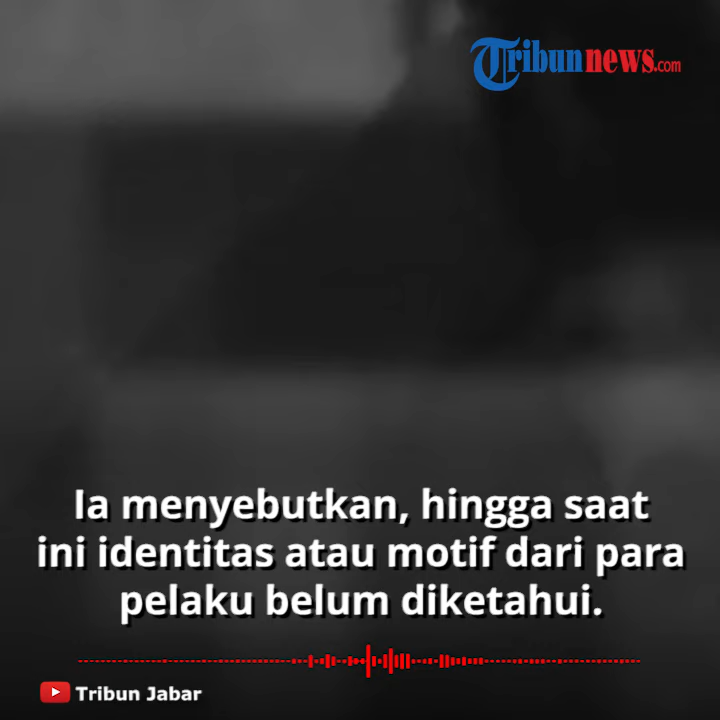 Tribunnews.com
Ia menyebutkan, hingga saat
ini identitas atau motif dari para
pelaku belum diketahui.
Tribun Jabar